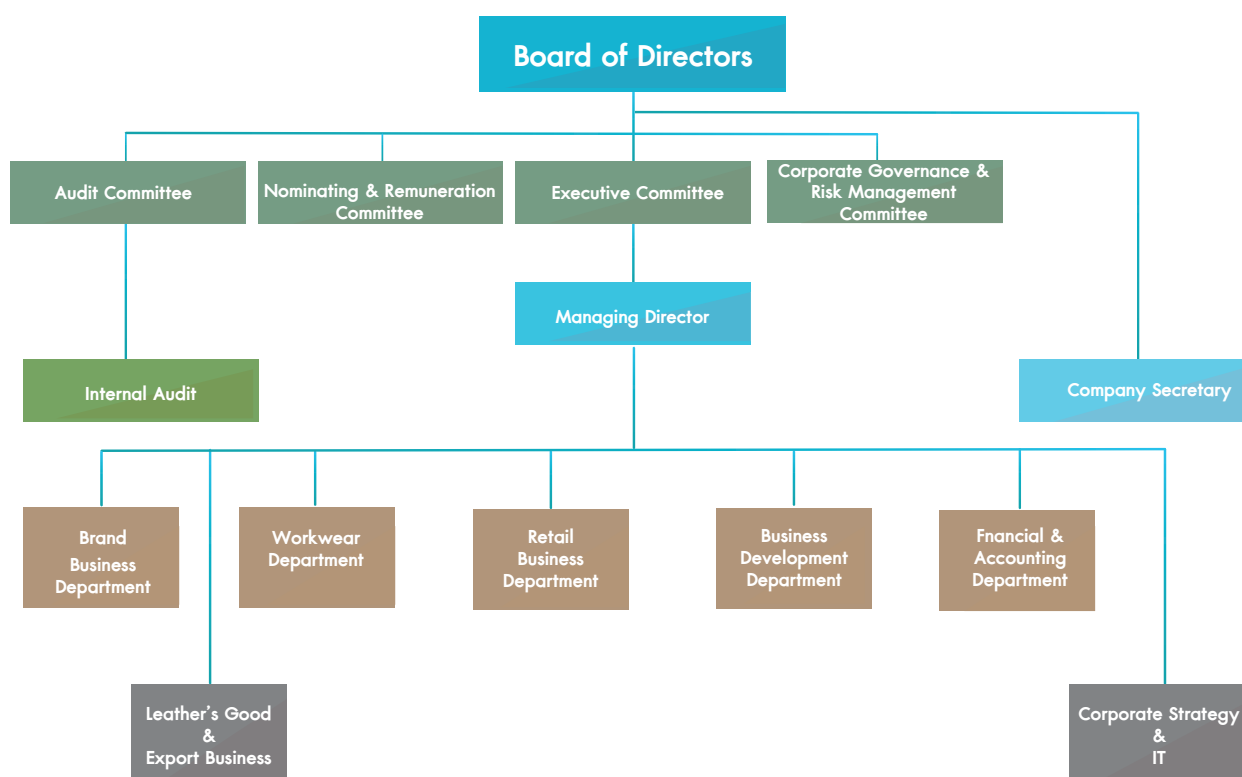 Board of Directors
Audit Committee
Nominating & Remuneration
Committee
Executive Committee
Corporate Governance &
Risk Management
Committee
Managing Director
Internal Audit
Company Secretary
Brand
Business
Department
Workwear
Department
Retail
Business
Department
Business
Development
Department
Fnancial &
Accounting
Department
Leather's Good
&
Export Business
Corporate Strategy
&
IT